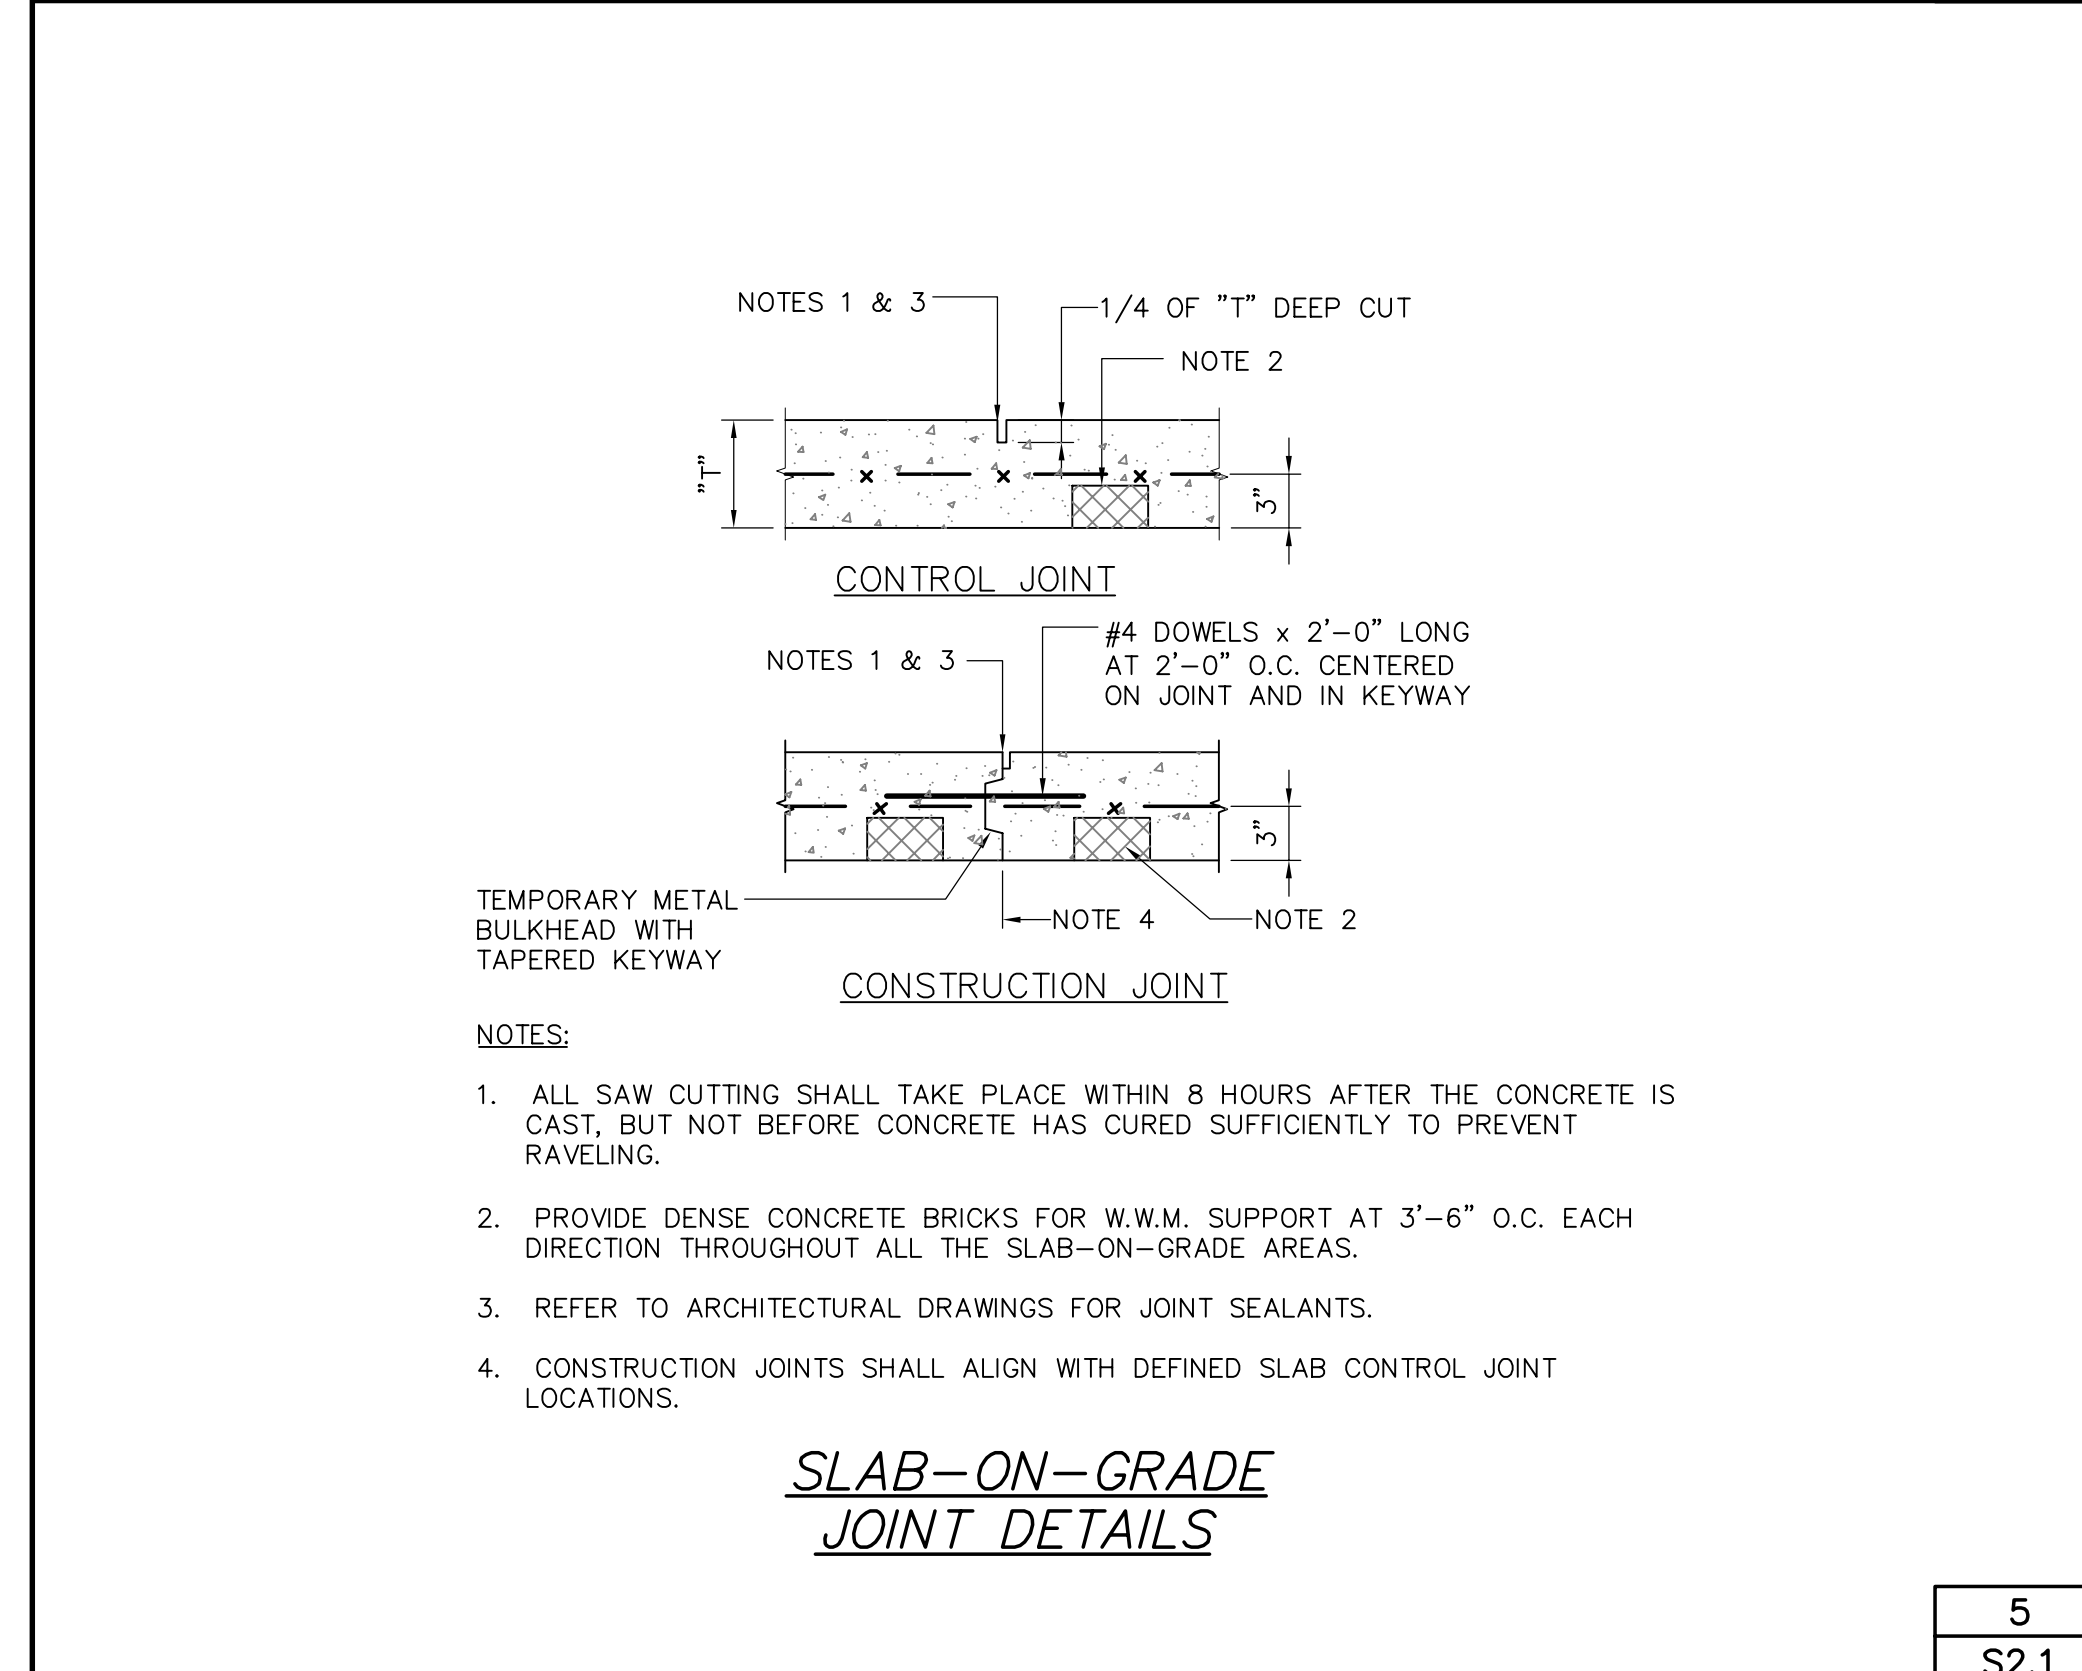 NOTES 1 & 3
1/4 OF "T" DEEP CUT
NOTE 2
"T"
3"
CONTROL JOINT
#4 DOWELS x 2'-0" LONG
AT 2'-0" O.C. CENTERED
ON JOINT AND IN KEYWAY
NOTES 1 & 3
3"
TEMPORARY METAL
BULKHEAD WITH
TAPERED KEYWAY
NOTE 4
NOTE 2
CONSTRUCTION JOINT
NOTES:
1. ALL SAW CUTTING SHALL TAKE PLACE WITHIN 8 HOURS AFTER THE CONCRETE IS
CAST, BUT NOT BEFORE CONCRETE HAS CURED SUFFICIENTLY TO PREVENT
RAVELING.
2. PROVIDE DENSE CONCRETE BRICKS FOR W.W.M. SUPPORT AT 3'-6" O.C. EACH
DIRECTION THROUGHOUT ALL THE SLAB-ON-GRADE AREAS.
3. REFER TO ARCHITECTURAL DRAWINGS FOR JOINT SEALANTS.
4. CONSTRUCTION JOINTS SHALL ALIGN WITH DEFINED SLAB CONTROL JOINT
LOCATIONS.
SLAB-ON-GRADE
JOINT DETAILS
5
S2.1